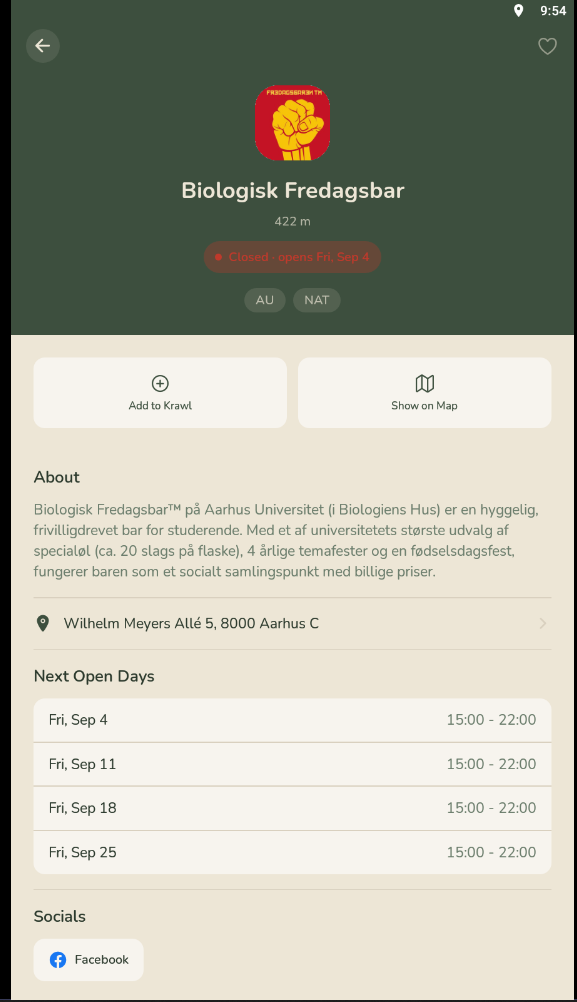 9:54
FREDAGSBAREN TM
Biologisk Fredagsbar
422 m
Closed · opens Fri, Sep 4
AU NAT
Add to Krawl Show on Map
About
Biologisk Fredagsbar™ på Aarhus Universitet (i Biologiens Hus) er en hyggelig,
frivilligdrevet bar for studerende. Med et af universitetets største udvalg af
specialøl (ca. 20 slags på flaske), 4 årlige temafester og en fødselsdagsfest,
fungerer baren som et socialt samlingspunkt med billige priser.
Wilhelm Meyers Allé 5, 8000 Aarhus C
Next Open Days
Fri, Sep 4 15:00 - 22:00
Fri, Sep 11 15:00 - 22:00
Fri, Sep 18 15:00 - 22:00
Fri, Sep 25 15:00 - 22:00
Socials
Facebook